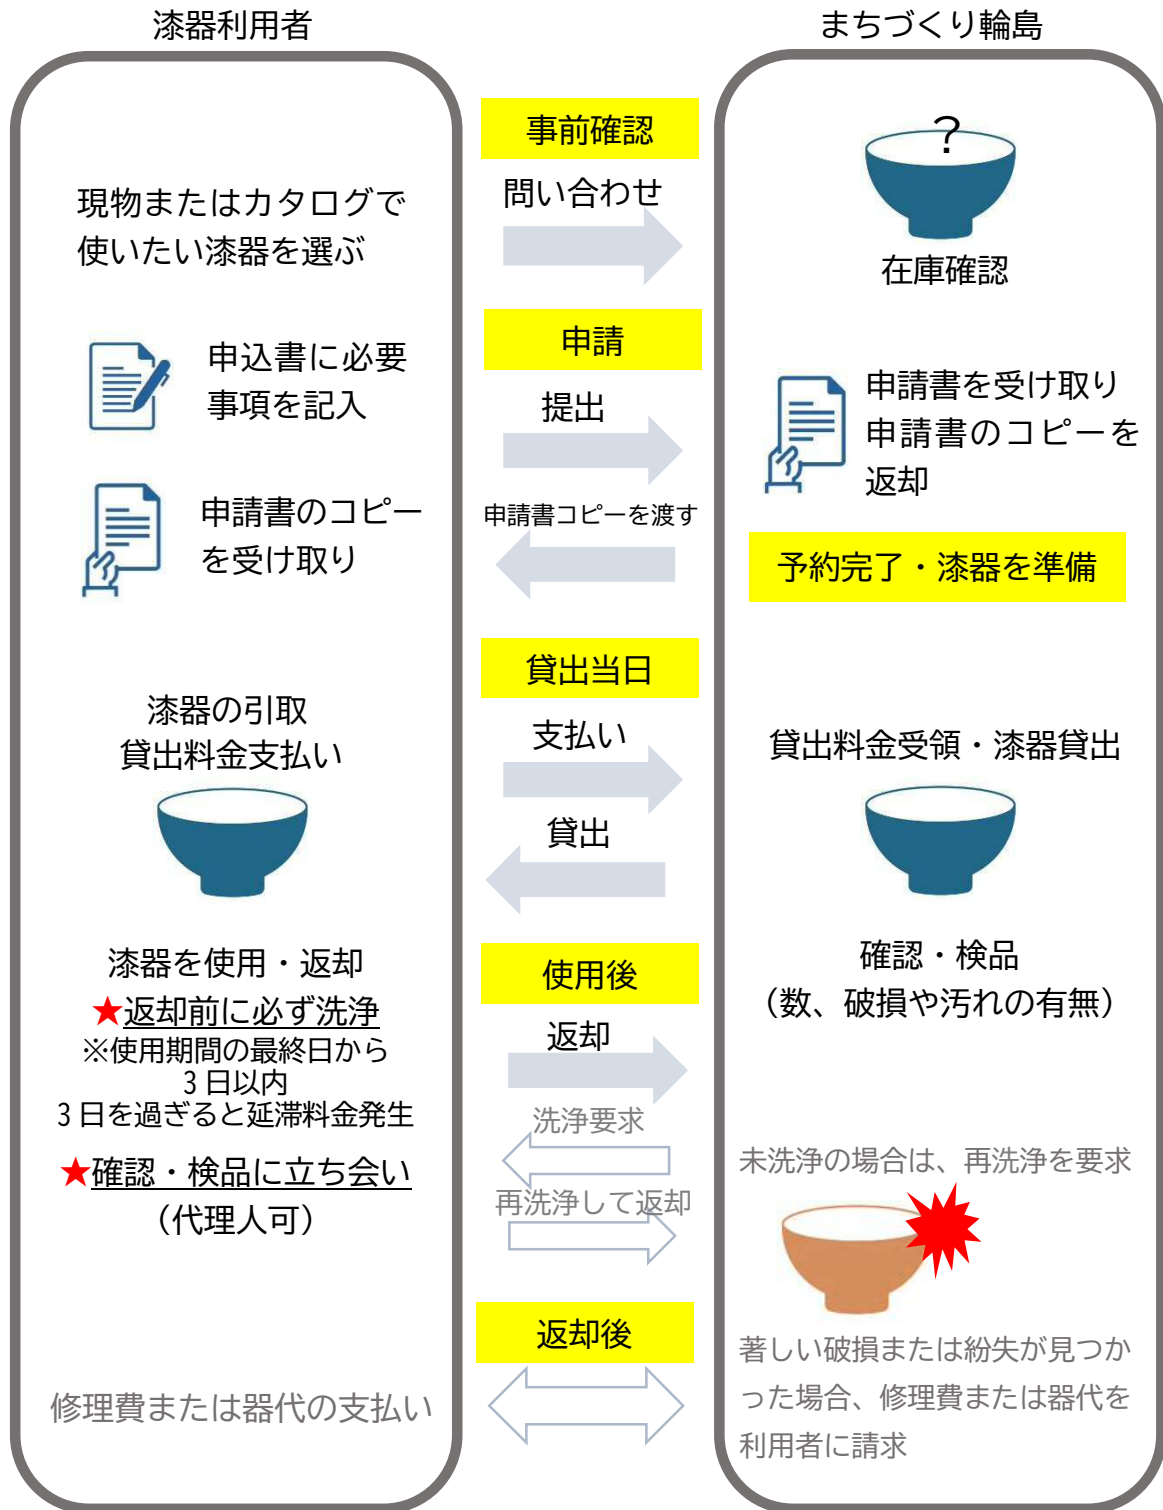 漆器利用者
まちづくり輪島
事前確認
?
現物またはカタログで
使いたい漆器を選ぶ
問い合わせ
在庫確認
申請
申込書に必要
事項を記入
提出
申請書を受け取り
申請書のコピーを
返却
申請書のコピー
を受け取り
申請書コピーを渡す
予約完了・漆器を準備
貸出当日
漆器の引取
貸出料金支払い
支払い
貸出料金受領・漆器貸出
貸出
使用後
漆器を使用・返却
★返却前に必ず洗浄
※使用期間の最終日から
3日以内
3日を過ぎると延滞料金発生
★確認・検品に立ち会い
（代理人可）
返却
確認・検品
（数、破損や汚れの有無）
洗浄要求
未洗浄の場合は、再洗浄を要求
再洗浄して返却
返却後
修理費または器代の支払い
著しい破損または紛失が見つか
った場合、修理費または器代を
利用者に請求